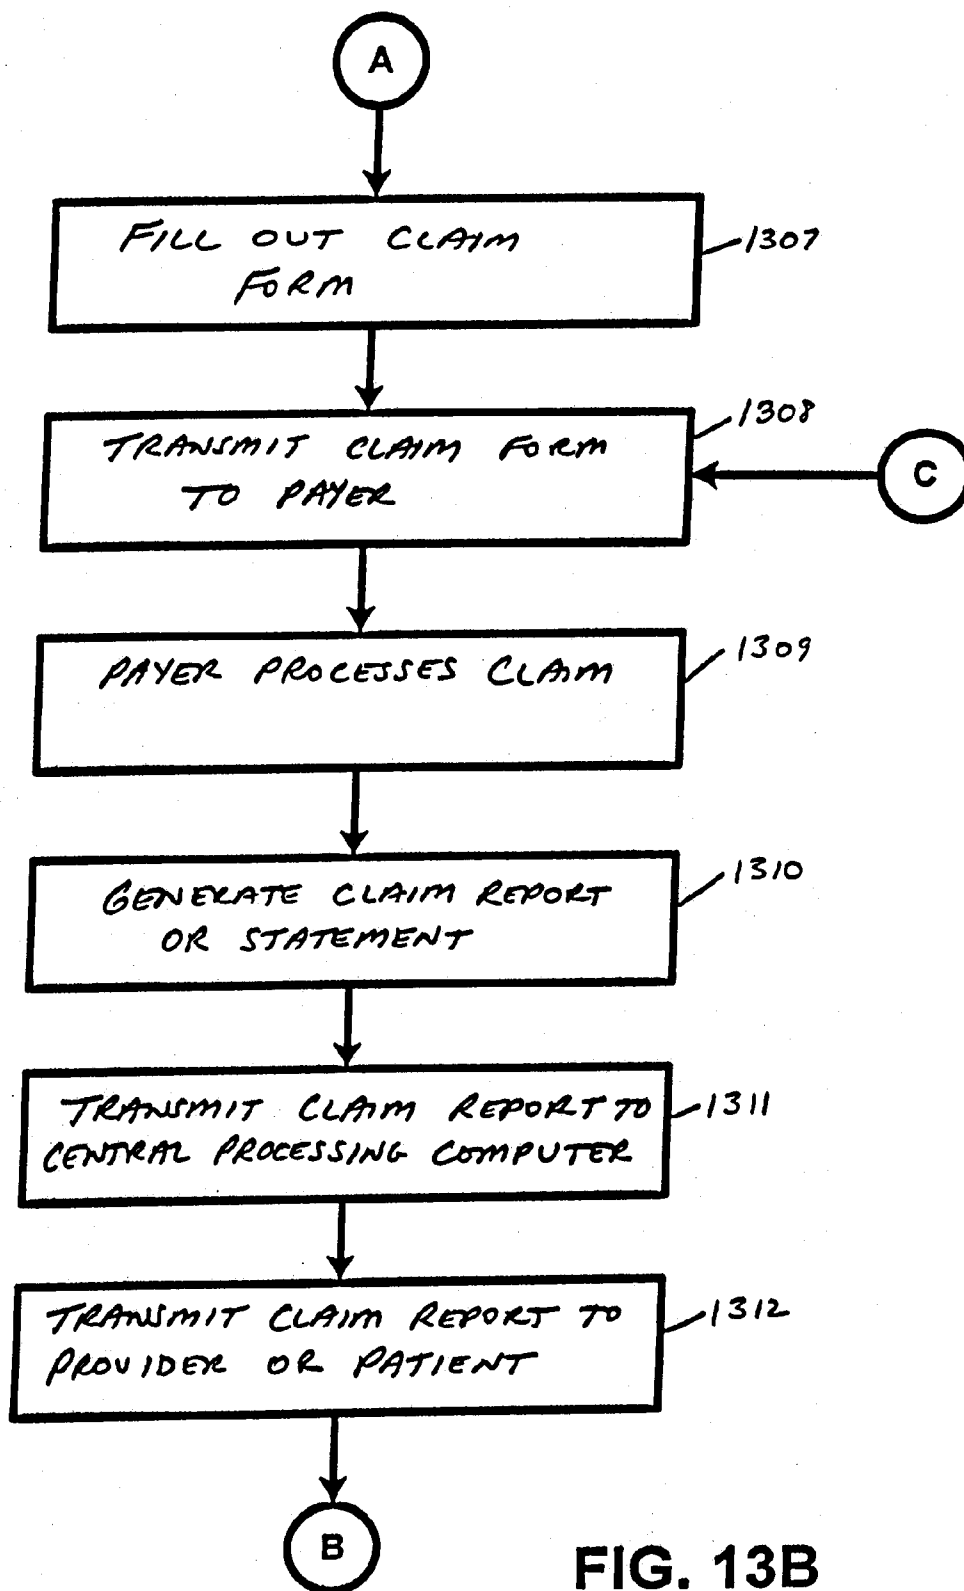 A
FILL OUT CLAIM
FORM
1307
TRANSMIT CLAIM FORM
TO PAYER
1308
C
PAYER PROCESSES CLAIM
1309
GENERATE CLAIM REPORT
OR STATEMENT
1310
TRANSMIT CLAIM REPORT TO
CENTRAL PROCESSING COMPUTER
1311
TRANSMIT CLAIM REPORT TO
PROVIDER OR PATIENT
1312
B
FIG. 13B